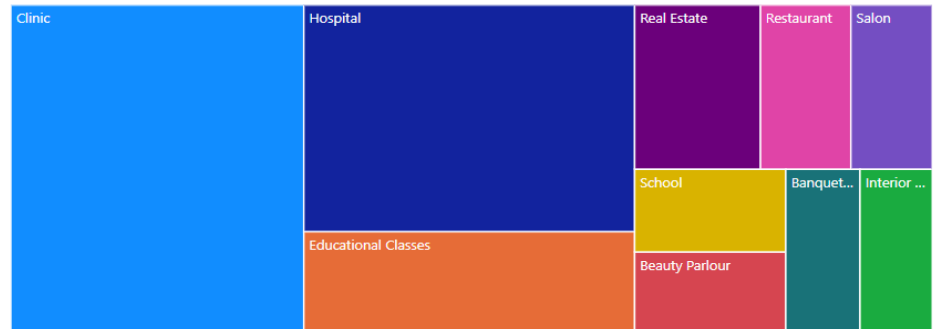 Clinic
Hospital
Real Estate
Restaurant
Salon
School
Banquet...
Interior ...
Educational Classes
Beauty Parlour